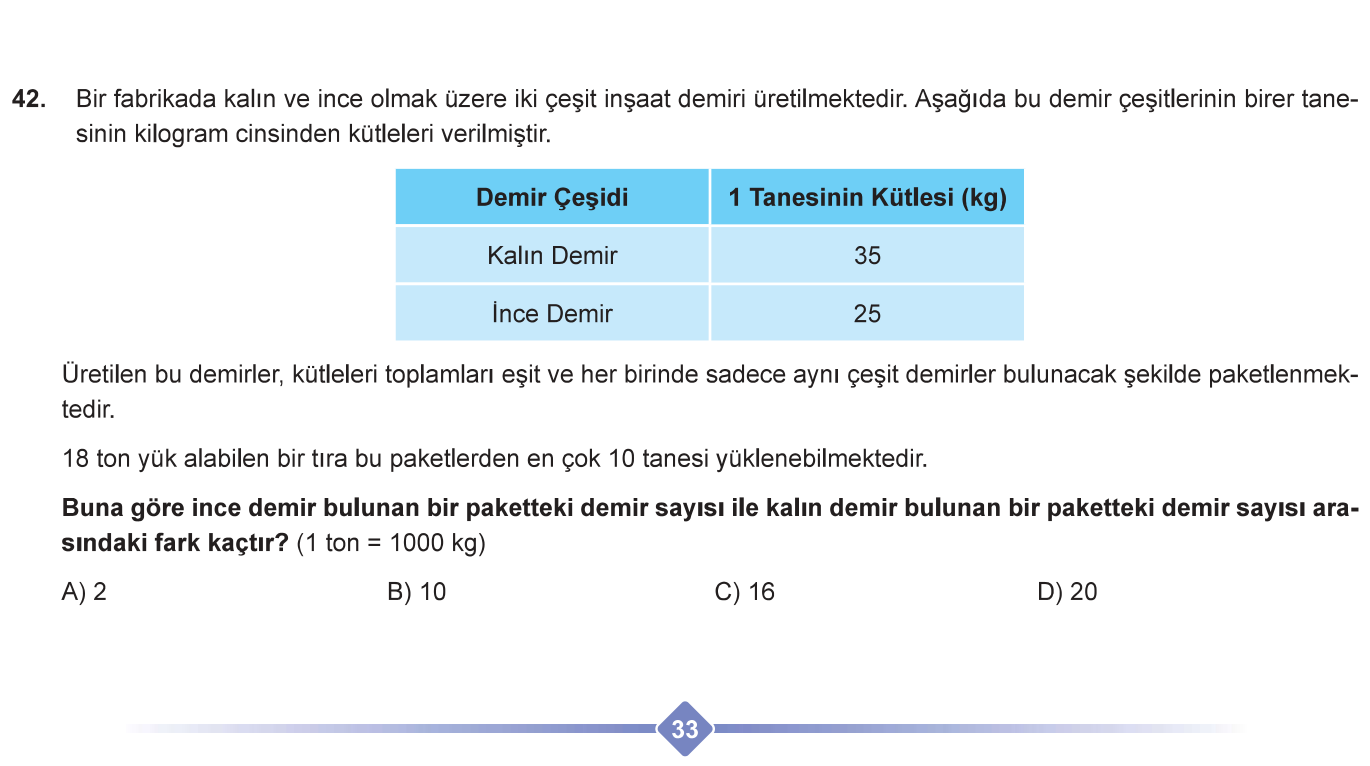 42. Bir fabrikada kalın ve ince olmak üzere iki çeşit inşaat demiri üretilmektedir. Aşağıda bu demir çeşitlerinin birer tane-
sinin kilogram cinsinden kütleleri verilmiştir.
Demir Çeşidi 1 Tanesinin Kütlesi (kg)
Kalın Demir 35
İnce Demir 25
Üretilen bu demirler, kütleleri toplamları eşit ve her birinde sadece aynı çeşit demirler bulunacak şekilde paketlenmek-
tedir.
18 ton yük alabilen bir tıra bu paketlerden en çok 10 tanesi yüklenebilmektedir.
Buna göre ince demir bulunan bir paketteki demir sayısı ile kalın demir bulunan bir paketteki demir sayısı ara-
sındaki fark kaçtır? (1 ton = 1000 kg)
A) 2 B) 10 C) 16 D) 20
33